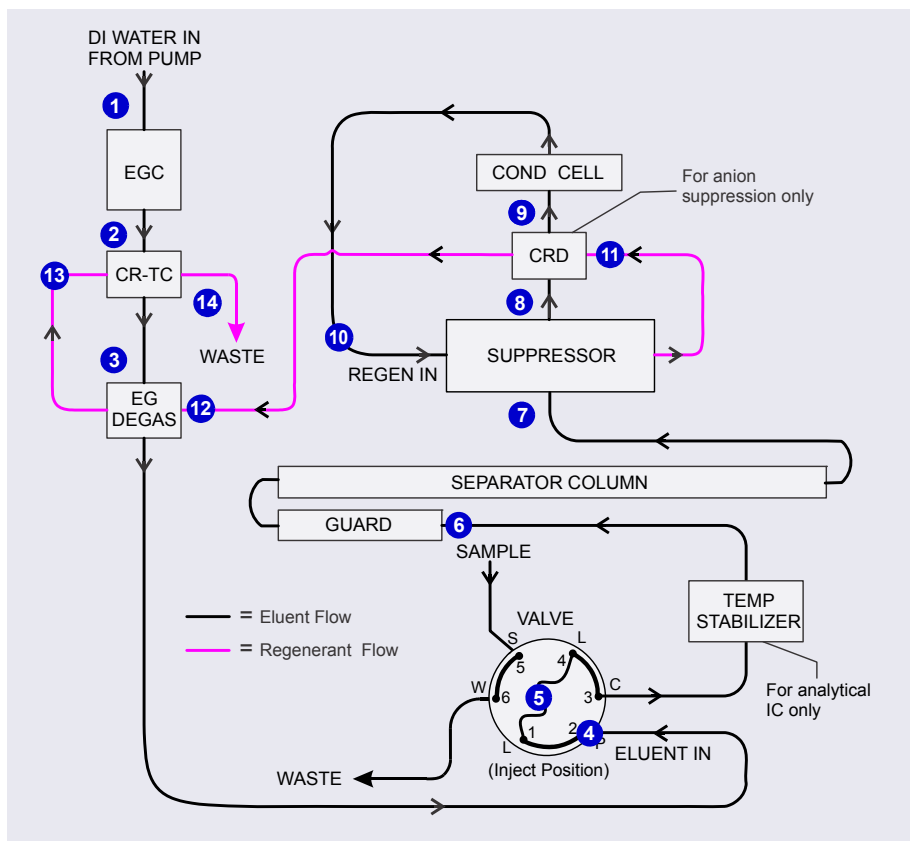 DI WATER IN
FROM PUMP
1
EGC
2
CR-TC
13
14
WASTE
3
EG
DEGAS
12
COND CELL
For anion
suppression only
9
CRD
11
8
10
REGEN IN
SUPPRESSOR
7
SEPARATOR COLUMN
GUARD
6
SAMPLE
TEMP
STABILIZER
For analytical
IC only
= Eluent Flow
= Regenerant Flow
VALVE
S
L
5
4
W
6
5
3
C
1
2
4
P
L
ELUENT IN
(Inject Position)
WASTE